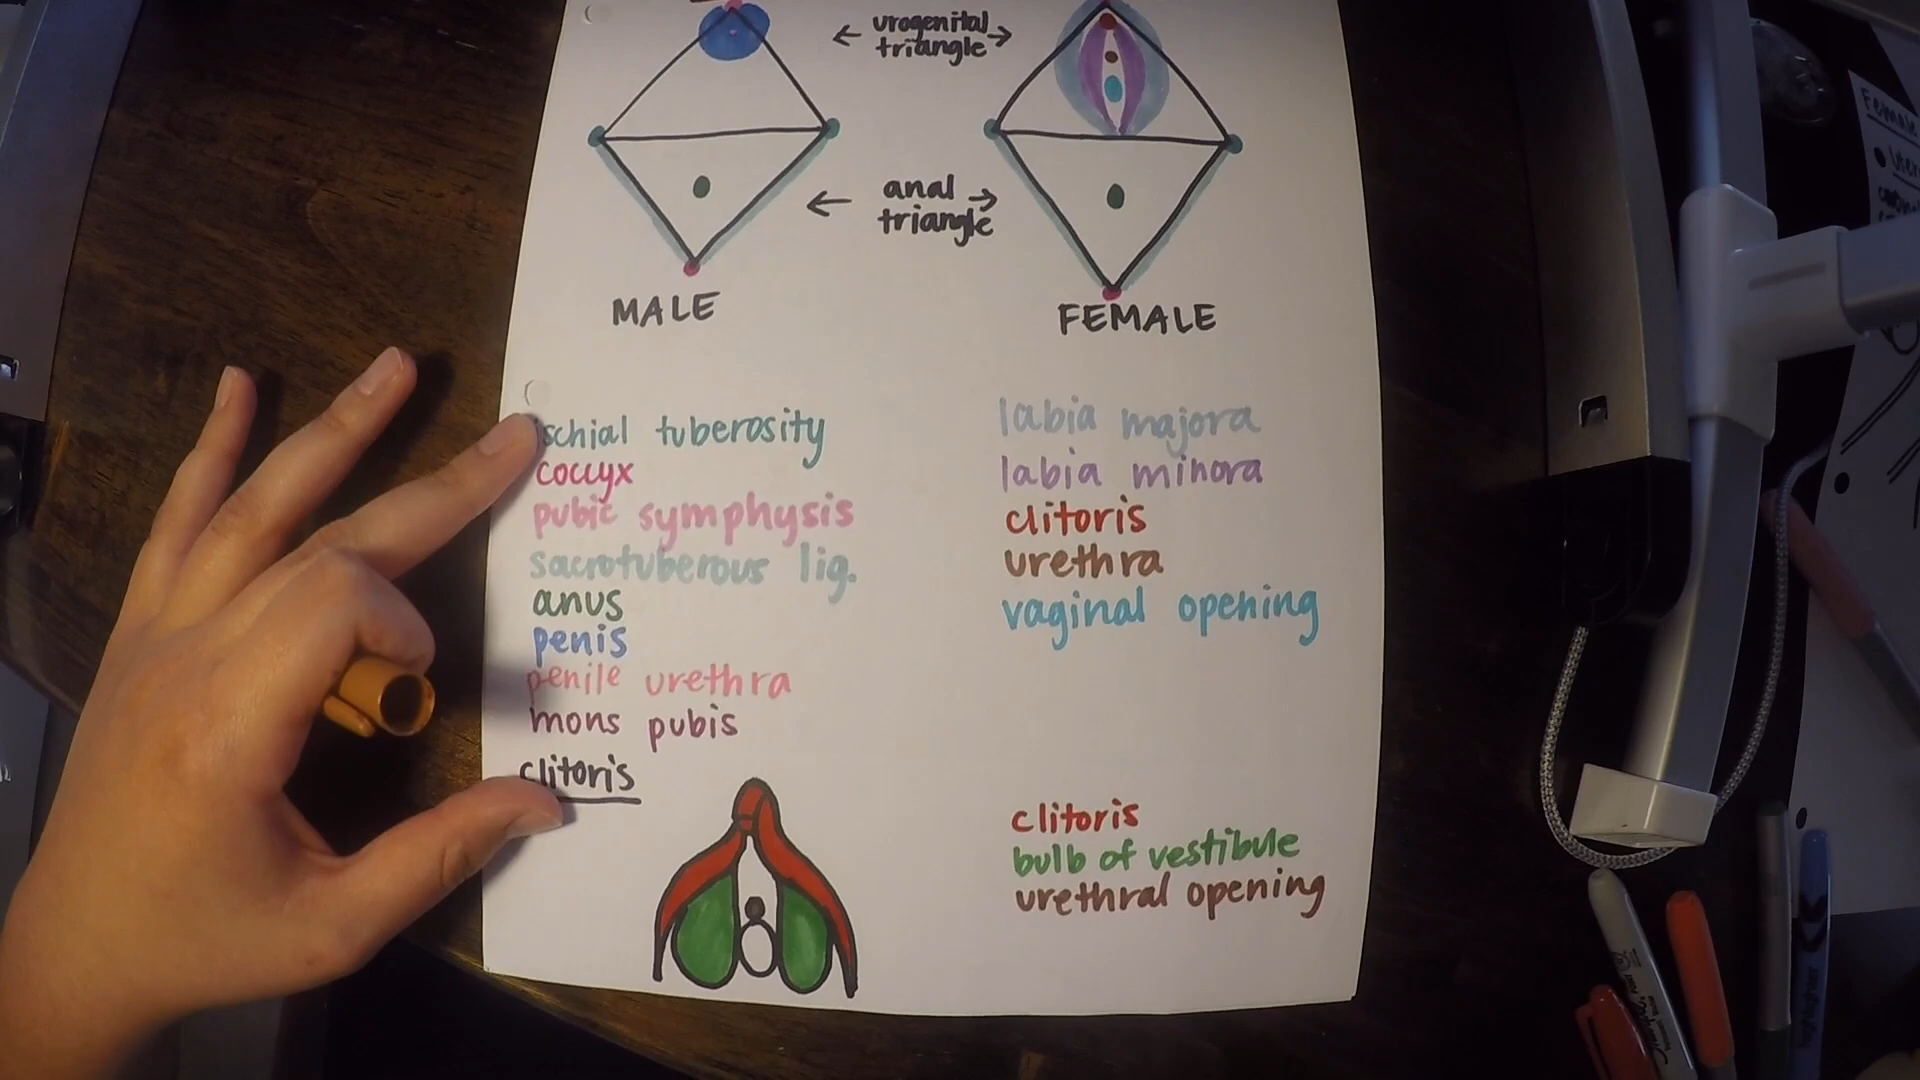 urogenital
triangle
anal
triangle
MALE
FEMALE
ischial tuberosity
coccyx
pubic symphysis
sacrotuberous lig.
anus
penis
penile urethra
mons pubis
labia majora
labia minora
clitoris
urethra
vaginal opening
clitoris
clitoris
bulb of vestibule
urethral opening
Female